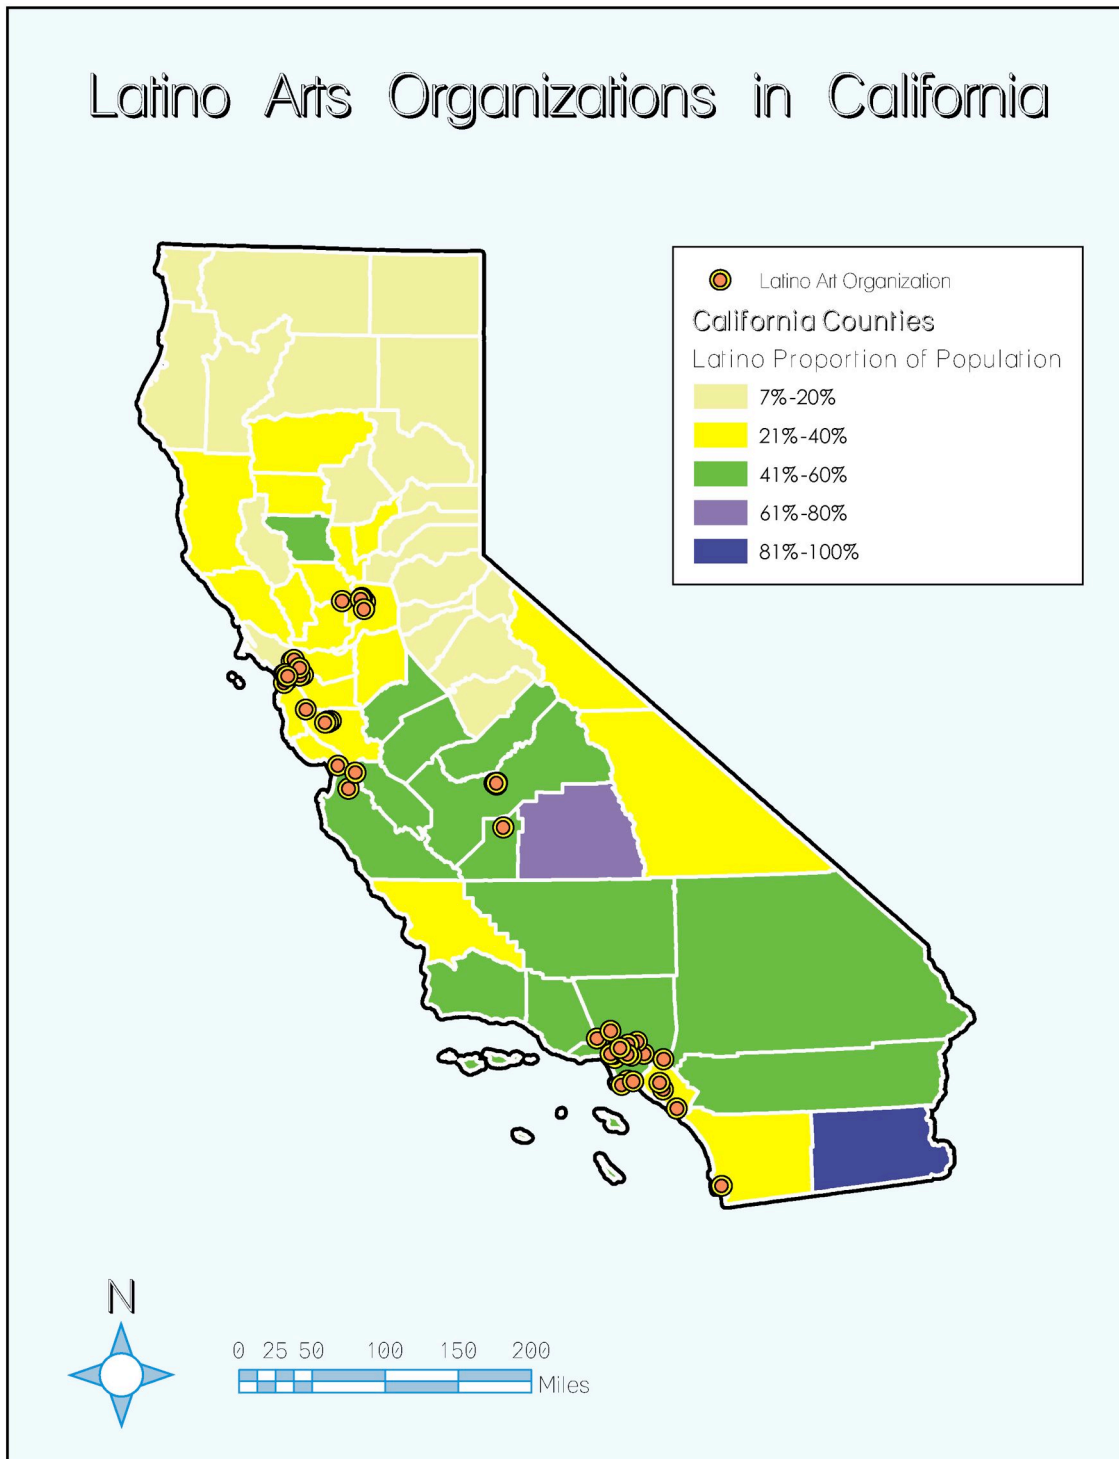 Latino Arts Organizations in California
Latino Art Organization
California Counties
Latino Proportion of Population
7%-20%
21%-40%
41%-60%
61%-80%
81%-100%
N
0 25 50 100 150 200
Miles